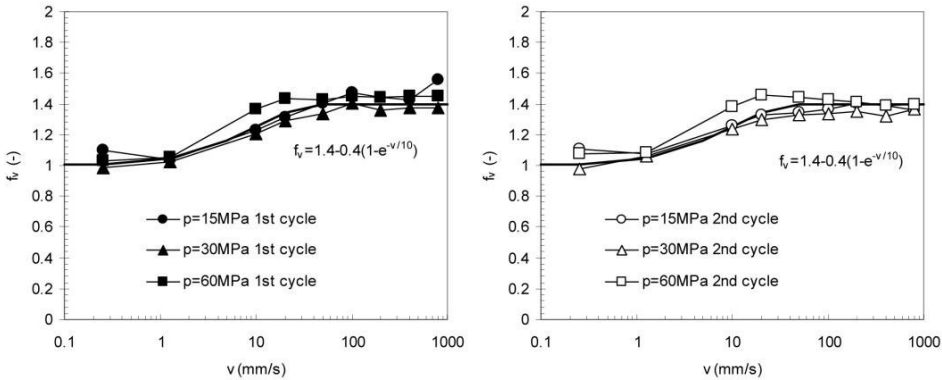 2
1.8
1.6
1.4
1.2
1
0.8
0.6
0.4
0.2
0
fv (-)
fv=1.4-0.4(1-e-v/10)
p=15MPa 1st cycle
p=30MPa 1st cycle
p=60MPa 1st cycle
0.1 1 10 100 1000
v (mm/s)
2
1.8
1.6
1.4
1.2
1
0.8
0.6
0.4
0.2
0
fv (-)
fv=1.4-0.4(1-e-v/10)
p=15MPa 2nd cycle
p=30MPa 2nd cycle
p=60MPa 2nd cycle
0.1 1 10 100 1000
v (mm/s)